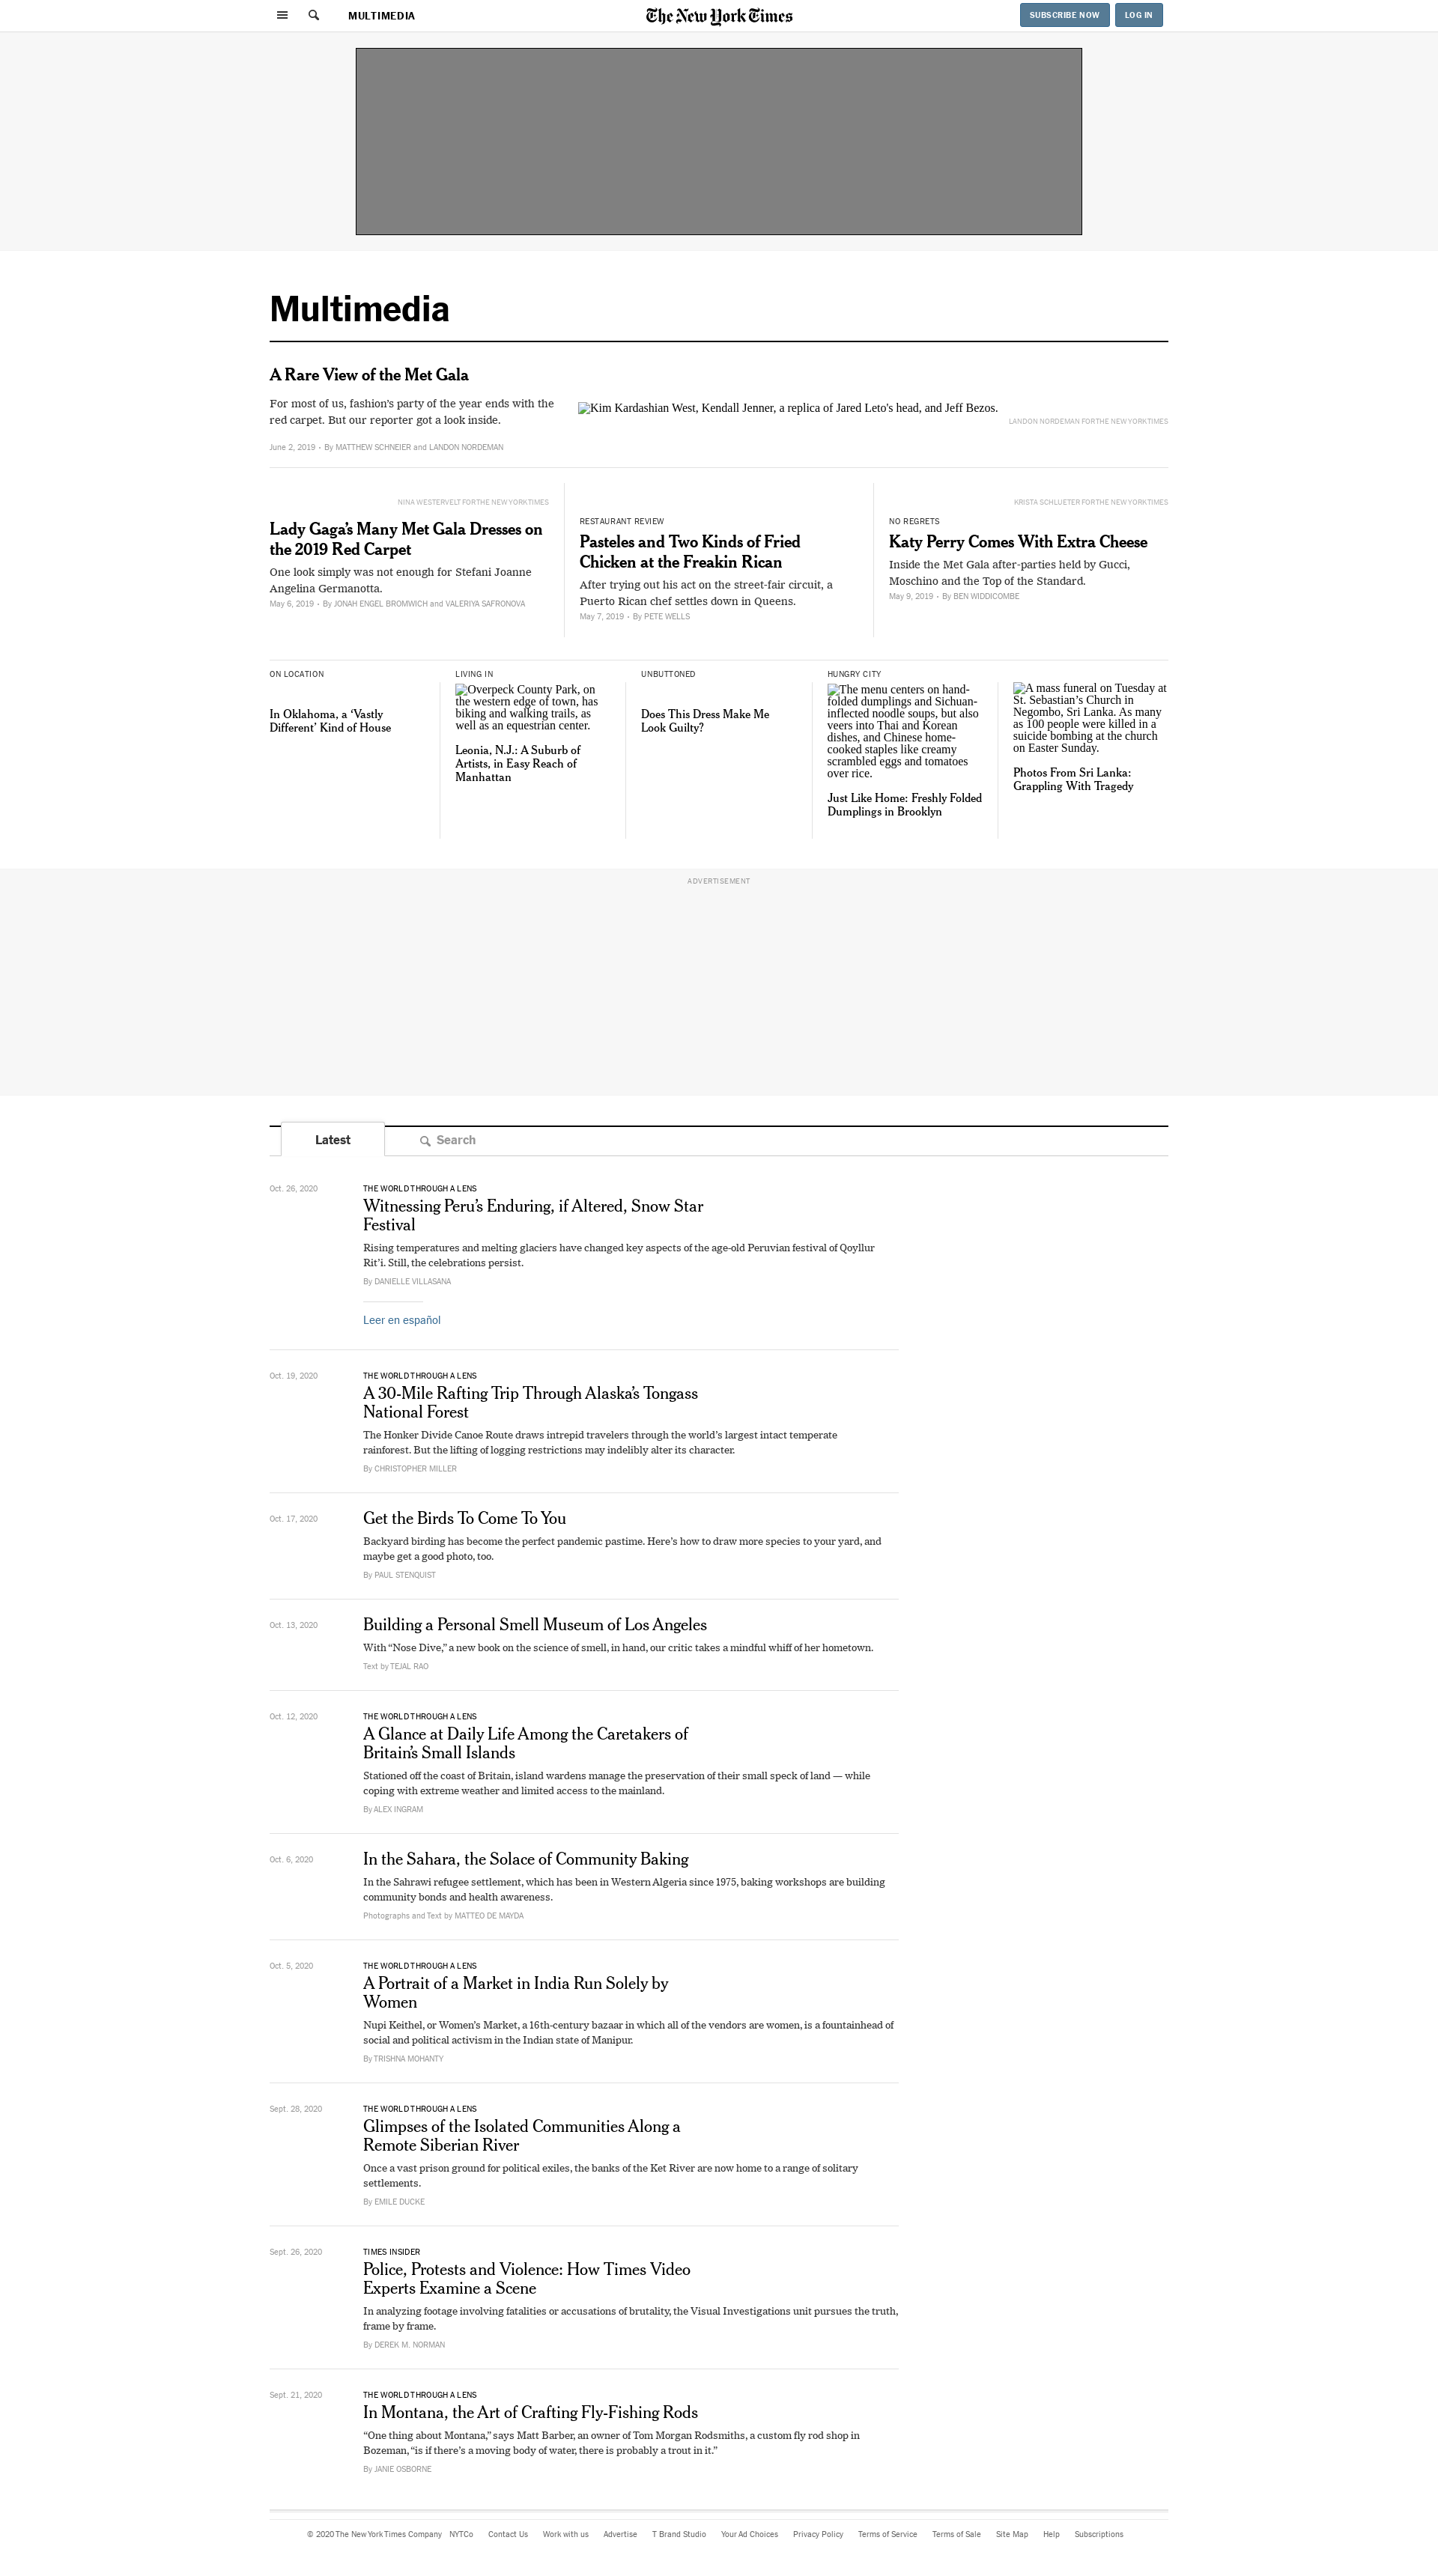 MULTIMEDIA
The New York Times
SUBSCRIBE NOW
LOG IN
Multimedia
A Rare View of the Met Gala
For most of us, fashion's party of the year ends with the
red carpet. But our reporter got a look inside.
June 2, 2019 • By MATTHEW SCHNEIER and LANDON NORDEMAN
Kim Kardashian West, Kendall Jenner, a replica of Jared Leto's head, and Jeff Bezos.
LANDON NORDEMAN FOR THE NEW YORK TIMES
NINA WESTERVELT FOR THE NEW YORK TIMES
Lady Gaga's Many Met Gala Dresses on
the 2019 Red Carpet
One look simply was not enough for Stefani Joanne
Angelina Germanotta.
May 6, 2019 • By JONAH ENGEL BROMWICH and VALERIYA SAFRONOVA
RESTAURANT REVIEW
Pasteles and Two Kinds of Fried
Chicken at the Freakin Rican
After trying out his act on the street-fair circuit, a
Puerto Rican chef settles down in Queens.
May 7, 2019 • By PETE WELLS
KRISTA SCHLUETER FOR THE NEW YORK TIMES
NO REGRETS
Katy Perry Comes With Extra Cheese
Inside the Met Gala after-parties held by Gucci,
Moschino and the Top of the Standard.
May 9, 2019 • By BEN WIDDICOMBE
ON LOCATION
In Oklahoma, a ‘Vastly
Different’ Kind of House
LIVING IN
Overpeck County Park, on
the western edge of town, has
biking and walking trails, as
well as an equestrian center.
Leonia, N.J.: A Suburb of
Artists, in Easy Reach of
Manhattan
UNBUTTONED
Does This Dress Make Me
Look Guilty?
HUNGRY CITY
The menu centers on hand-
folded dumplings and Sichuan-
inflected noodle soups, but also
veers into Thai and Korean
dishes, and Chinese home-
cooked staples like creamy
scrambled eggs and tomatoes
over rice.
Just Like Home: Freshly Folded
Dumplings in Brooklyn
A mass funeral on Tuesday at
St. Sebastian's Church in
Negombo, Sri Lanka. As many
as 100 people were killed in a
suicide bombing at the church
on Easter Sunday.
Photos From Sri Lanka:
Grappling With Tragedy
ADVERTISEMENT
Latest
Search
Oct. 26, 2020
THE WORLD THROUGH A LENS
Witnessing Peru's Enduring, if Altered, Snow Star
Festival
Rising temperatures and melting glaciers have changed key aspects of the age-old Peruvian festival of Qoyllur
Rit'i. Still, the celebrations persist.
By DANIELLE VILLASANA
Leer en español
Oct. 19, 2020
THE WORLD THROUGH A LENS
A 30-Mile Rafting Trip Through Alaska's Tongass
National Forest
The Honker Divide Canoe Route draws intrepid travelers through the world's largest intact temperate
rainforest. But the lifting of logging restrictions may indelibly alter its character.
By CHRISTOPHER MILLER
Oct. 17, 2020
Get the Birds To Come To You
Backyard birding has become the perfect pandemic pastime. Here's how to draw more species to your yard, and
maybe get a good photo, too.
By PAUL STENQUIST
Oct. 13, 2020
Building a Personal Smell Museum of Los Angeles
With “Nose Dive,” a new book on the science of smell, in hand, our critic takes a mindful whiff of her hometown.
Text by TEJAL RAO
Oct. 12, 2020
THE WORLD THROUGH A LENS
A Glance at Daily Life Among the Caretakers of
Britain's Small Islands
Stationed off the coast of Britain, island wardens manage the preservation of their small speck of land — while
coping with extreme weather and limited access to the mainland.
By ALEX INGRAM
Oct. 6, 2020
In the Sahara, the Solace of Community Baking
In the Sahrawi refugee settlement, which has been in Western Algeria since 1975, baking workshops are building
community bonds and health awareness.
Photographs and Text by MATTEO DE MAYDA
Oct. 5, 2020
THE WORLD THROUGH A LENS
A Portrait of a Market in India Run Solely by
Women
Nupi Keithel, or Women's Market, a 16th-century bazaar in which all of the vendors are women, is a fountainhead of
social and political activism in the Indian state of Manipur.
By TRISHNA MOHANTY
Sept. 28, 2020
THE WORLD THROUGH A LENS
Glimpses of the Isolated Communities Along a
Remote Siberian River
Once a vast prison ground for political exiles, the banks of the Ket River are now home to a range of solitary
settlements.
By EMILE DUCKE
Sept. 26, 2020
TIMES INSIDER
Police, Protests and Violence: How Times Video
Experts Examine a Scene
In analyzing footage involving fatalities or accusations of brutality, the Visual Investigations unit pursues the truth,
frame by frame.
By DEREK M. NORMAN
Sept. 21, 2020
THE WORLD THROUGH A LENS
In Montana, the Art of Crafting Fly-Fishing Rods
“One thing about Montana,” says Matt Barber, an owner of Tom Morgan Rodsmiths, a custom fly rod shop in
Bozeman, “is if there's a moving body of water, there is probably a trout in it.”
By JANIE OSBORNE
© 2020 The New York Times Company NYTCo Contact Us Work with us Advertise T Brand Studio Your Ad Choices Privacy Policy Terms of Service Terms of Sale Site Map Help Subscriptions